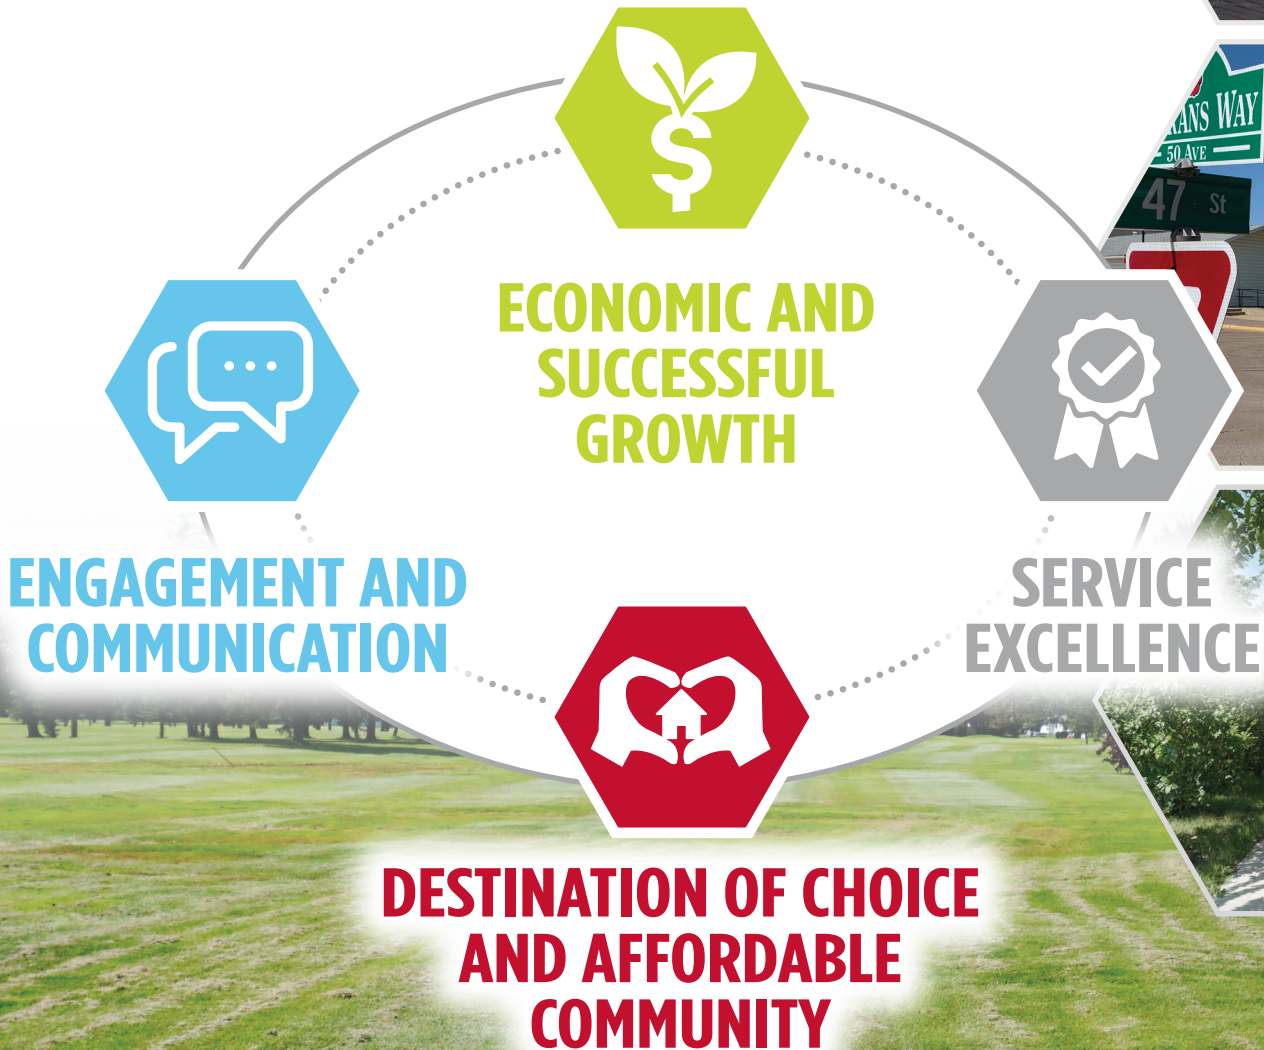 WAY
50 AVE
47 St
$
ECONOMIC AND
SUCCESSFUL
GROWTH
ENGAGEMENT AND
COMMUNICATION
SERVICE
EXCELLENCE
DESTINATION OF CHOICE
AND AFFORDABLE
COMMUNITY